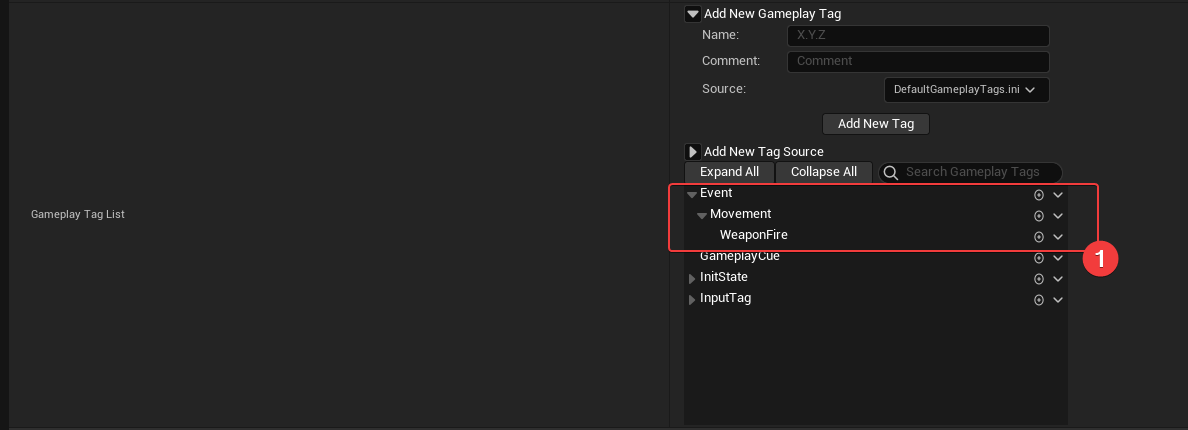 Add New Gameplay Tag
Name: X.Y.Z
Comment: Comment
Source: DefaultGameplayTags.ini
Add New Tag
Add New Tag Source
Expand All Collapse All Search Gameplay Tags
Event
Gameplay Tag List
Movement
WeaponFire
GameplayCue
1
InitState
InputTag